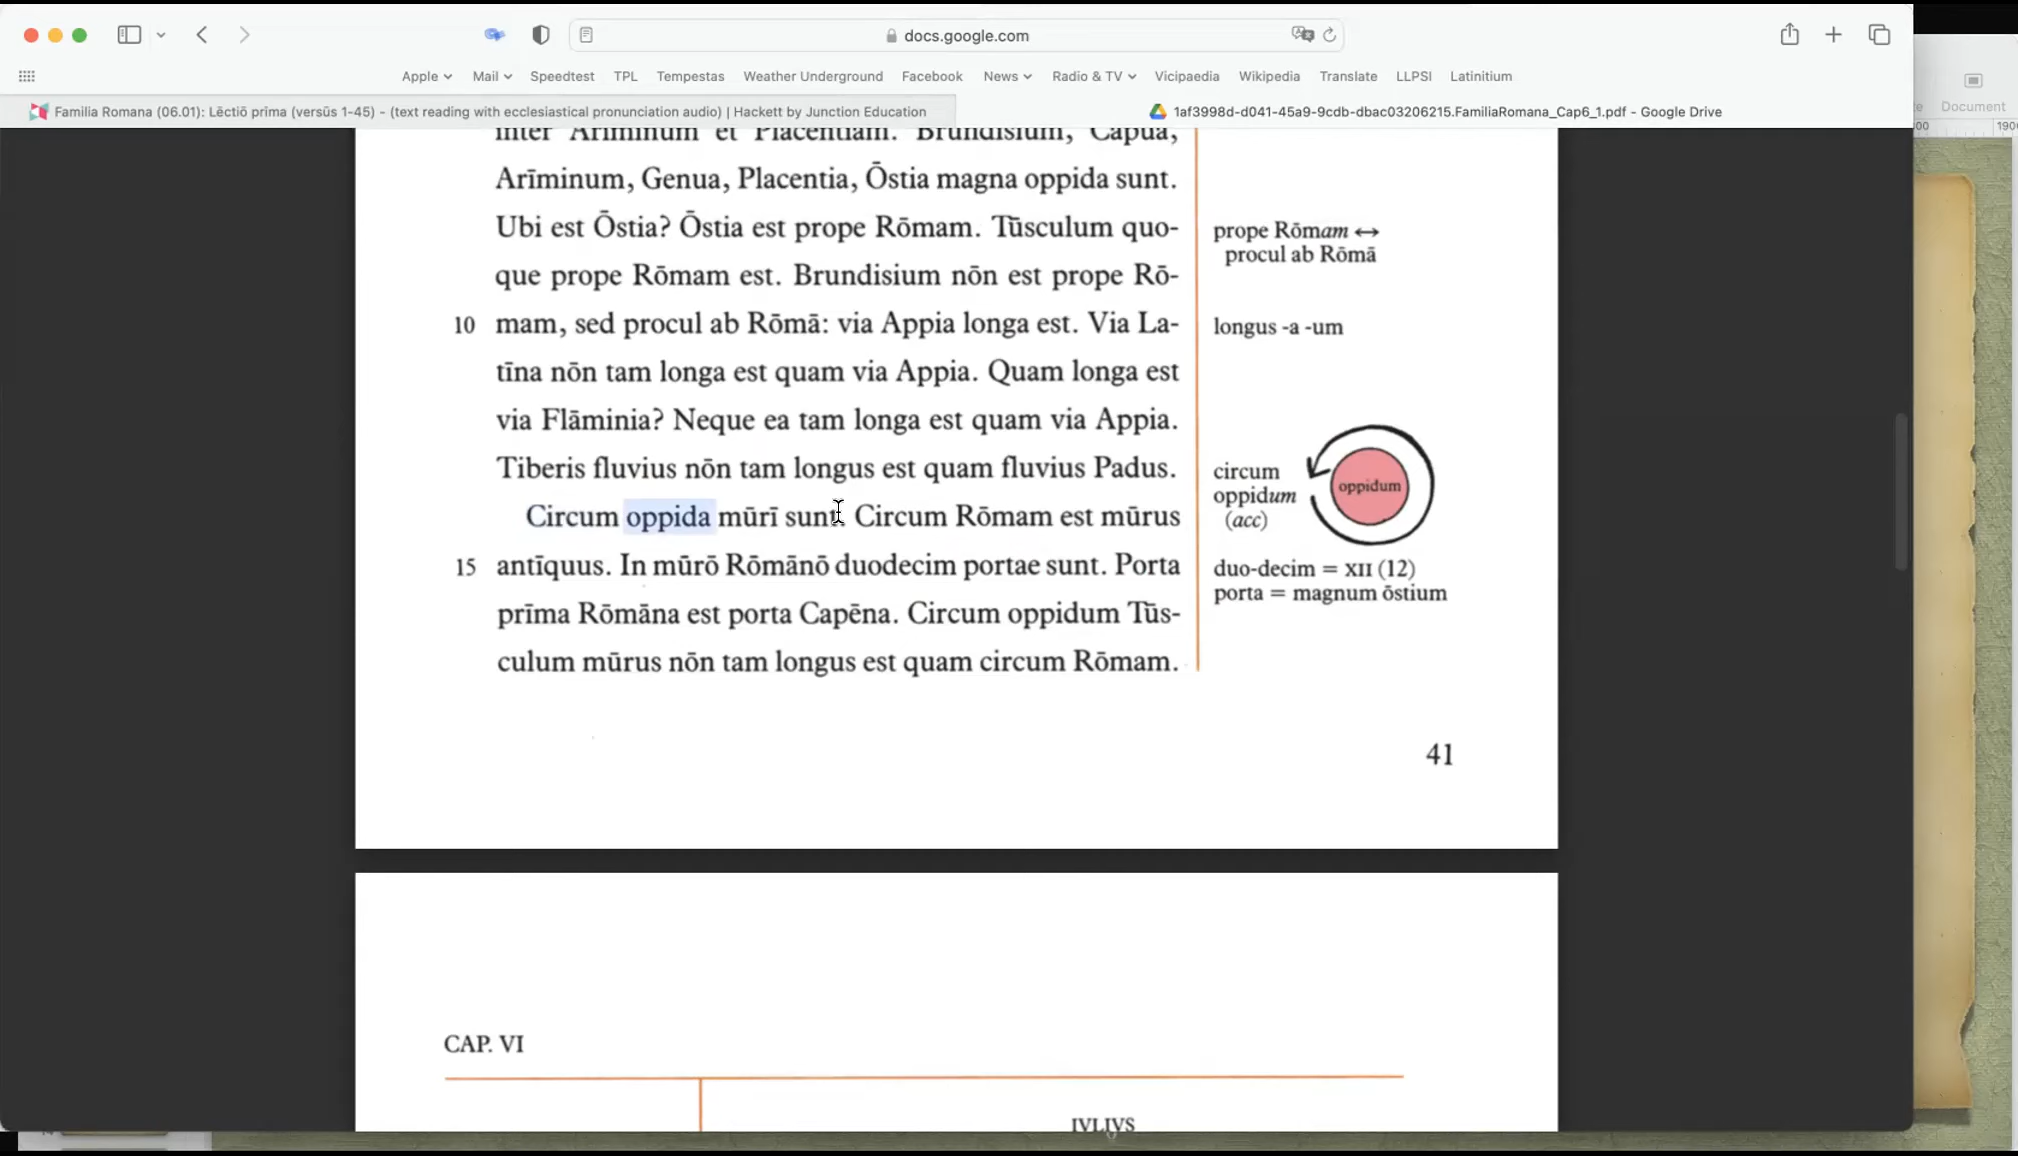 docs.google.com
Apple Mail Speedtest TPL Tempestas Weather Underground Facebook News Radio & TV Vicipaedia Wikipedia Translate LLPSI Latinitium
Familia Romana (06.01): Lēctiō prīma (versūs 1-45) - (text reading with ecclesiastical pronunciation audio) | Hackett by Junction Education
1af3998d-d041-45a9-9cdb-dbac03206215.FamiliaRomana_Cap6_1.pdf - Google Drive
Document
inter Arīminum et Placentiam. Brundisium, Capua,
Arīminum, Genua, Placentia, Ōstia magna oppida sunt.
Ubi est Ōstia? Ōstia est prope Rōmam. Tūsculum quo-
que prope Rōmam est. Brundisium nōn est prope Rō-
10 mam, sed procul ab Rōmā: via Appia longa est. Via La-
tīna nōn tam longa est quam via Appia. Quam longa est
via Flāminia? Neque ea tam longa est quam via Appia.
Tiberis fluvius nōn tam longus est quam fluvius Padus.
Circum oppida mūrī sunt. Circum Rōmam est mūrus
15 antīquus. In mūrō Rōmānō duodecim portae sunt. Porta
prīma Rōmāna est porta Capēna. Circum oppidum Tūs-
culum mūrus nōn tam longus est quam circum Rōmam.
prope Rōmam ↔
procul ab Rōmā
longus -a -um
circum
oppidum
(acc)
oppidum
duo-decim = XII (12)
porta = magnum ōstium
41
CAP. VI
IVLIVS